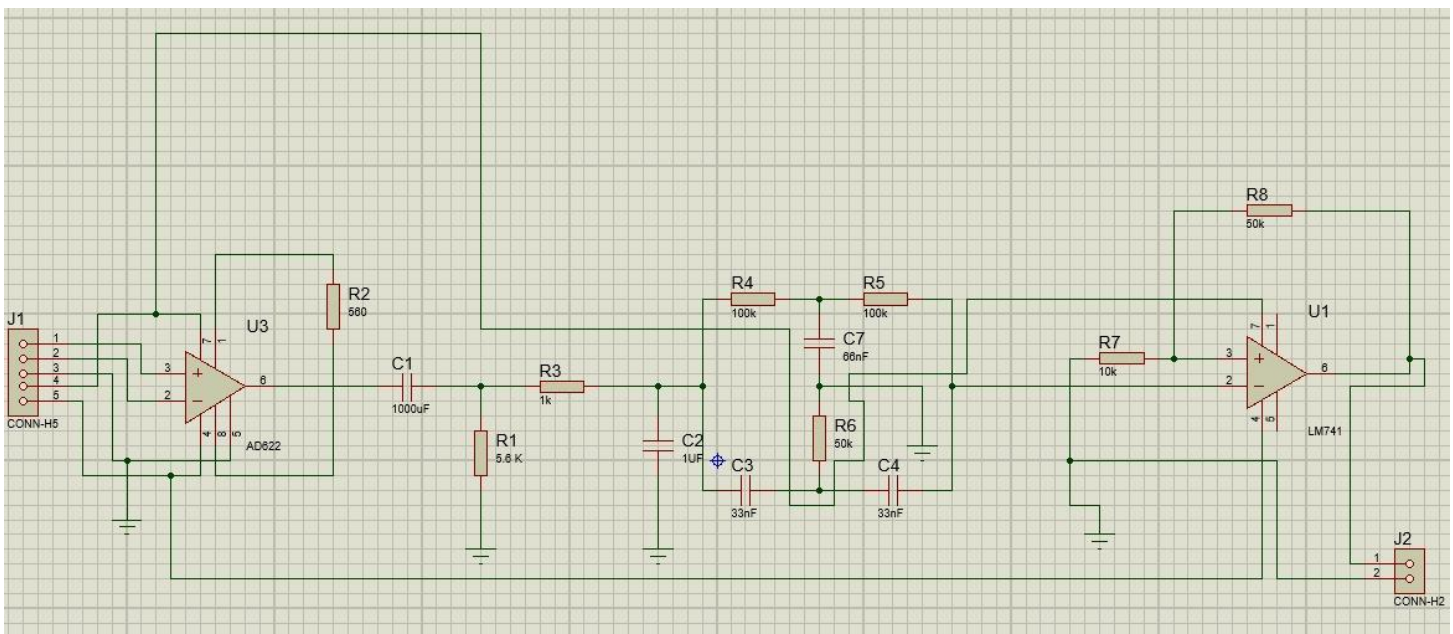 R8
50k
R2
560
R4
100k
R5
100k
J1
1
2
3
4
5
CONN-H5
U3
7
1
3
2
6
4
8
5
AD622
C1
1000uF
R1
5.6 K
R3
1k
C2
1UF
C7
66nF
R6
50k
C3
33nF
C4
33nF
R7
10k
U1
7
1
3
2
6
4
5
LM741
J2
1
2
CONN-H2